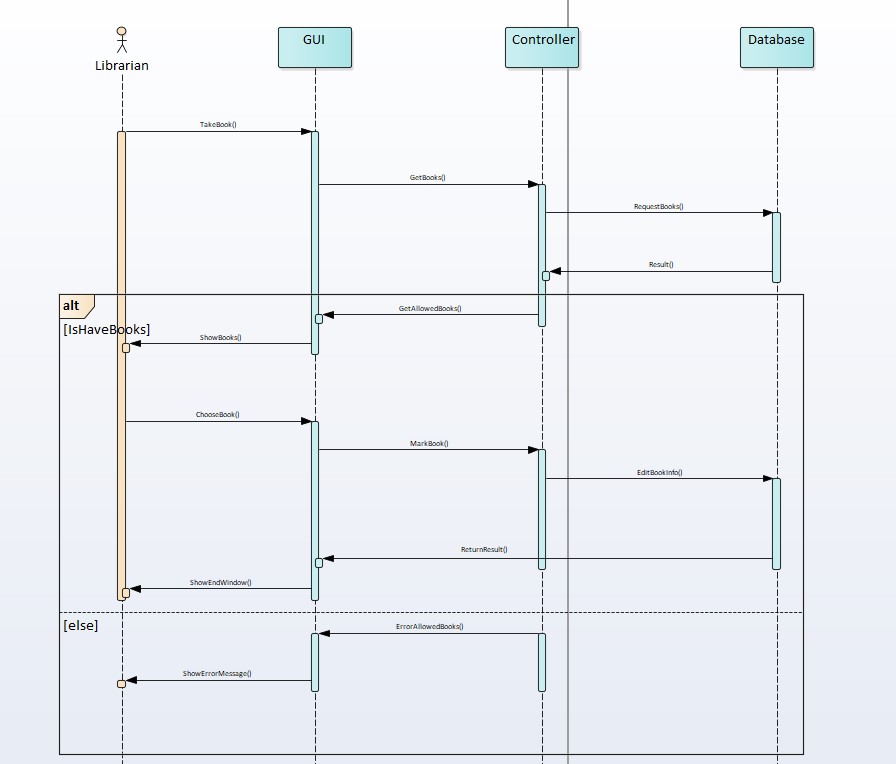 Librarian
GUI
Controller
Database
TakeBook()
GetBooks()
RequestBooks()
Result()
alt
[IsHaveBooks]
GetAllowedBooks()
ShowBooks()
ChooseBook()
MarkBook()
EditBookInfo()
ReturnResult()
ShowEndWindow()
[else]
ErrorAllowedBooks()
ShowErrorMessage()